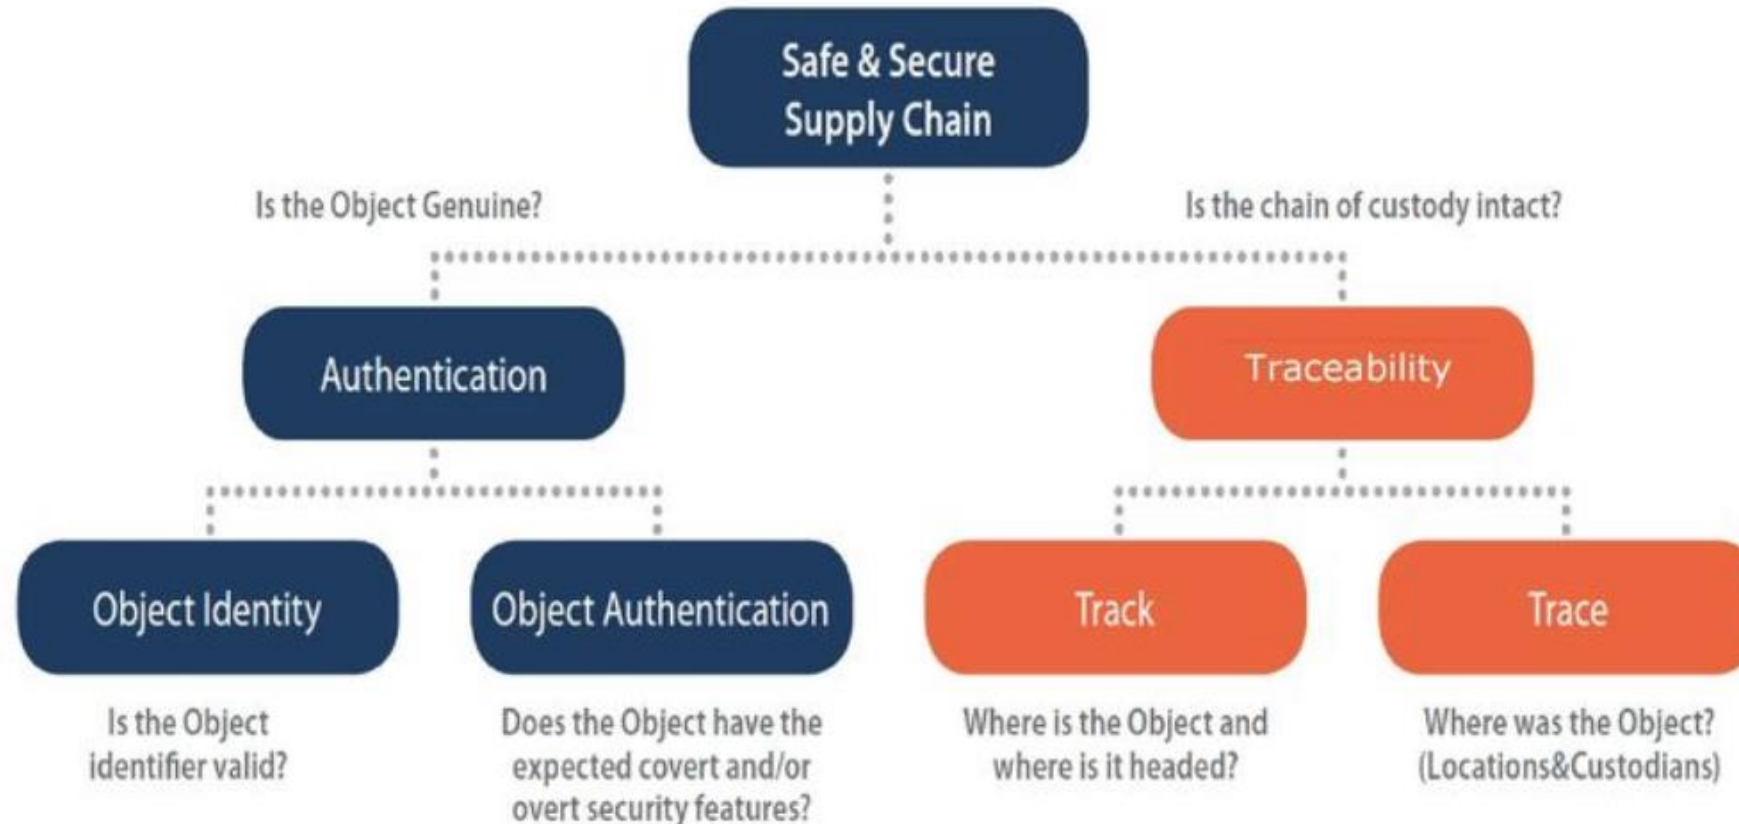 Safe & Secure
Supply Chain
Is the Object Genuine?
Is the chain of custody intact?
Authentication
Traceability
Object Identity
Object Authentication
Track
Trace
Is the Object
identifier valid?
Does the Object have the
expected covert and/or
overt security features?
Where is the Object and
where is it headed?
Where was the Object?
(Locations&Custodians)